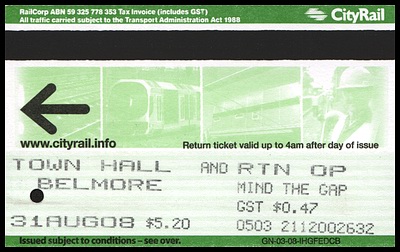 RailCorp ABN 59 325 778 353 Tax Invoice (includes GST)
All traffic carried subject to the Transport Administration Act 1988
CityRail
www.cityrail.info
Return ticket valid up to 4am after day of issue
TOWN HALL AND RTN OP
BELMORE MIND THE GAP
GST $0.47
31AUG08 $5.20 0503 2112002632
Issued subject to conditions – see over. GN-03-08-IHGFEDCB